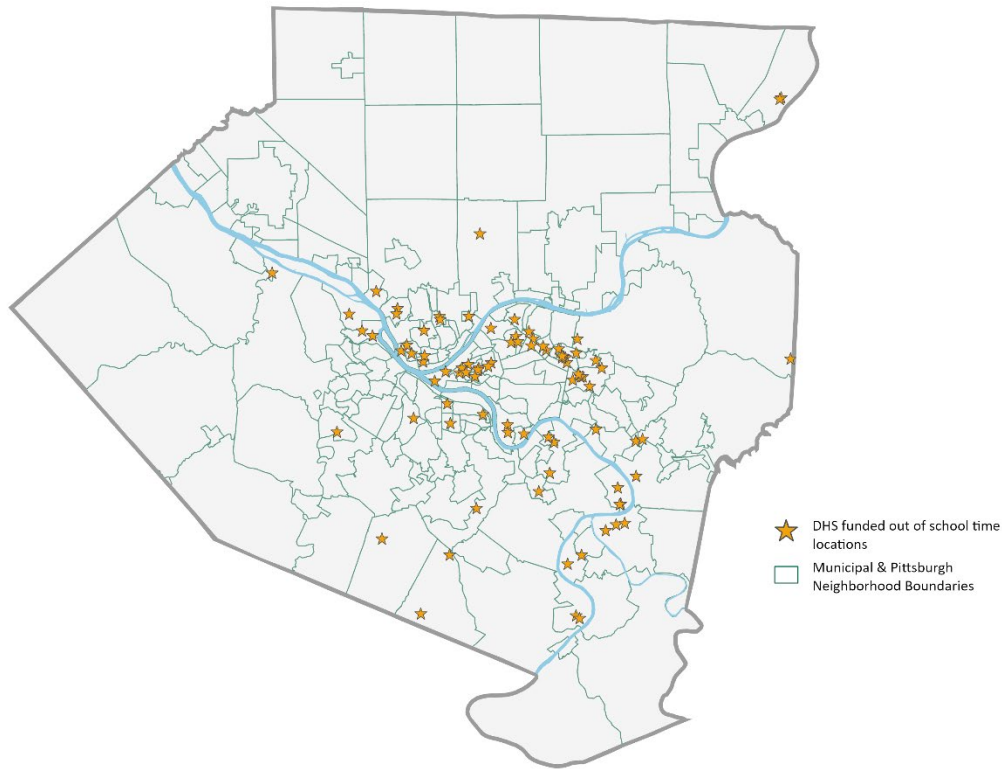 DHS funded out of school time
locations
Municipal & Pittsburgh
Neighborhood Boundaries